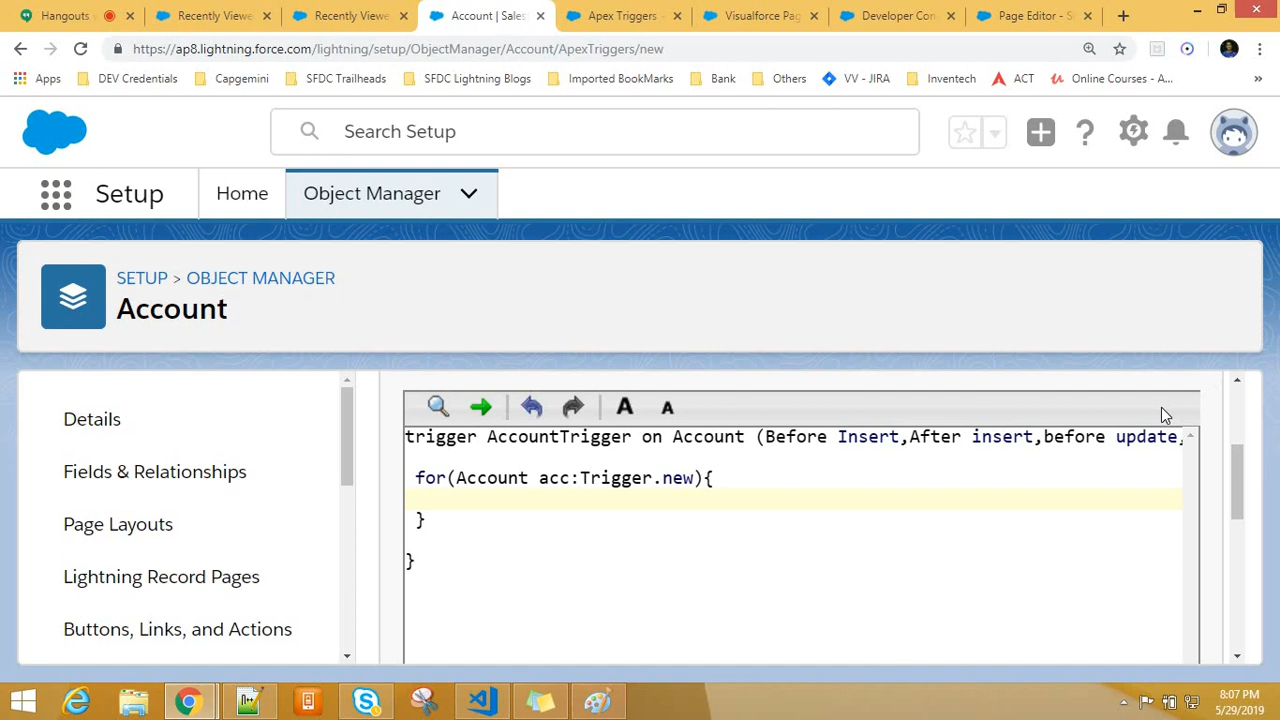 Hangouts
Recently Viewe
Recently Viewe
Account | Sales
Apex Triggers
Visualforce Pag
Developer Con
Page Editor - S
https://ap8.lightning.force.com/lightning/setup/ObjectManager/Account/ApexTriggers/new
Apps
DEV Credentials
Capgemini
SFDC Trailheads
SFDC Lightning Blogs
Imported BookMarks
Bank
Others
VV - JIRA
Inventech
ACT
Online Courses - A...
Search Setup
Setup
Home
Object Manager
SETUP > OBJECT MANAGER
Account
Details
Fields & Relationships
Page Layouts
Lightning Record Pages
Buttons, Links, and Actions
A
A
trigger AccountTrigger on Account (Before Insert,After insert,before update,
for(Account acc:Trigger.new){
}
}
8:07 PM
5/29/2019